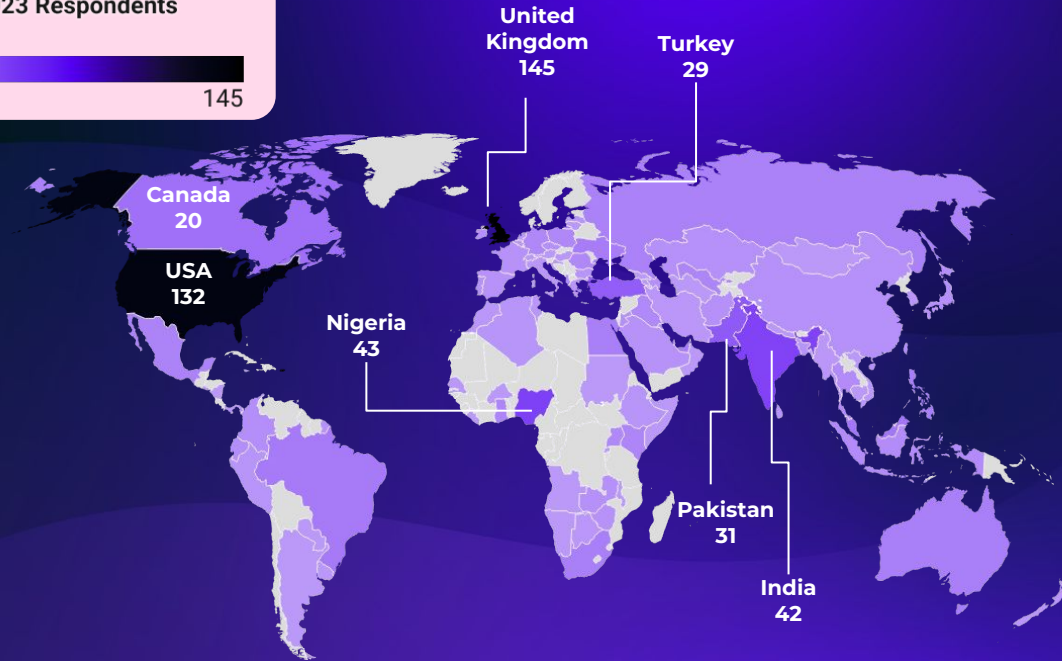 23 Respondents
145
United
Kingdom
145
Turkey
29
Canada
20
USA
132
Nigeria
43
Pakistan
31
India
42